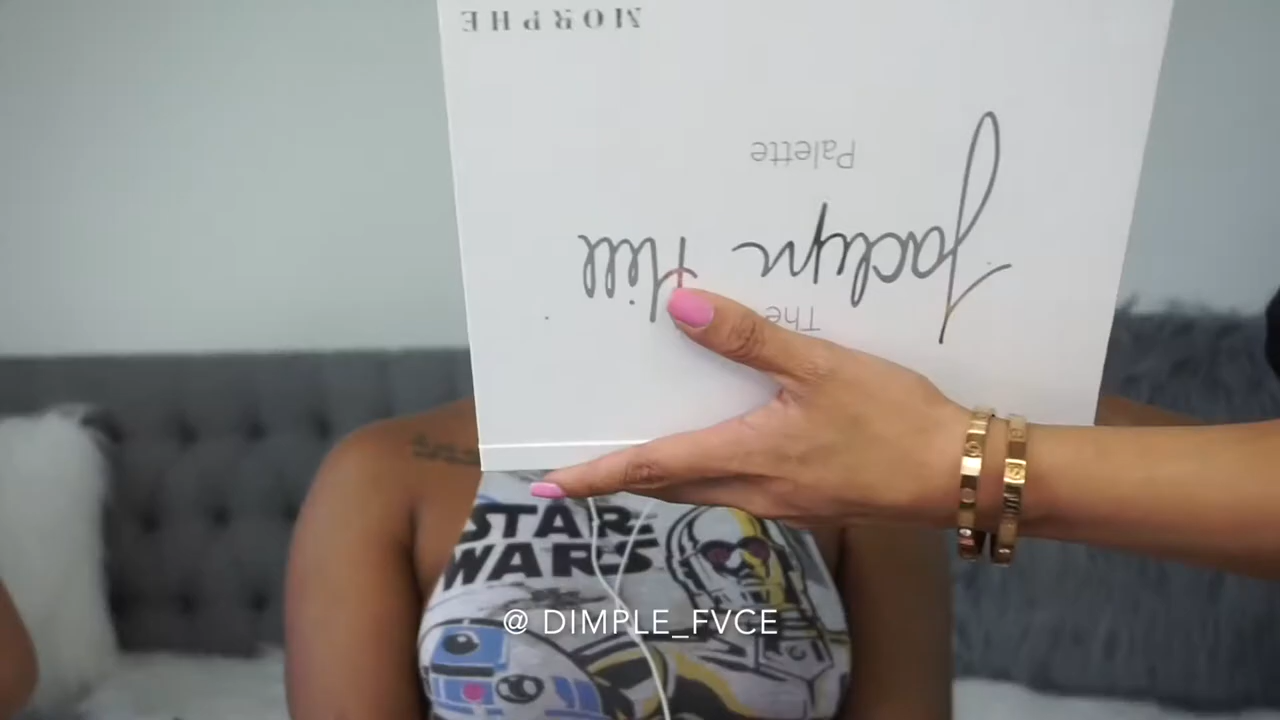 MORPHE
The
Jaclyn Hill
Palette
STAR
WARS
@ DIMPLE_FVCE